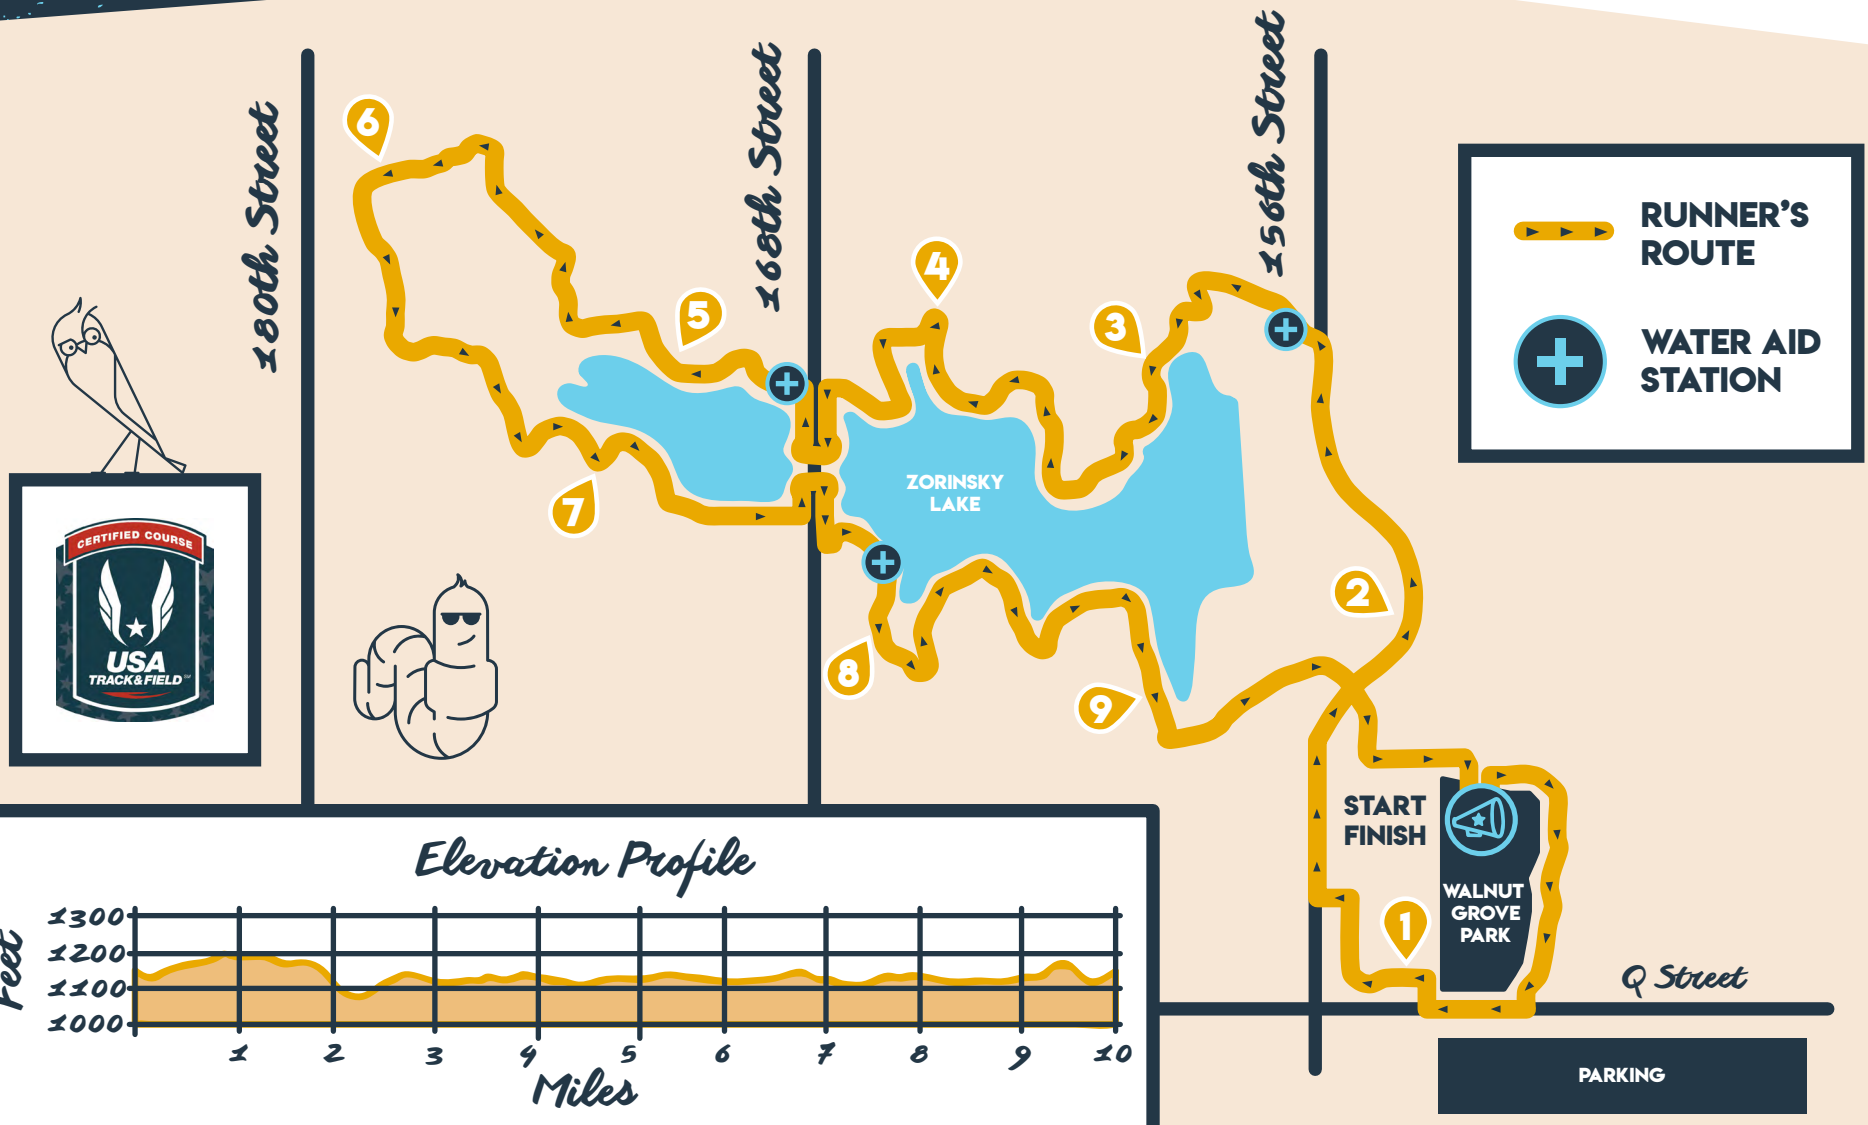 180th Street
168th Street
156th Street
6
5
4
3
7
2
8
9
1
RUNNER'S
ROUTE
WATER AID
STATION
ZORINSKY
LAKE
CERTIFIED COURSE
USA
TRACK&FIELD
START
FINISH
WALNUT
GROVE
PARK
Q Street
PARKING
Elevation Profile
Feet
1300
1200
1100
1000
1 2 3 4 5 6 7 8 9 10
Miles